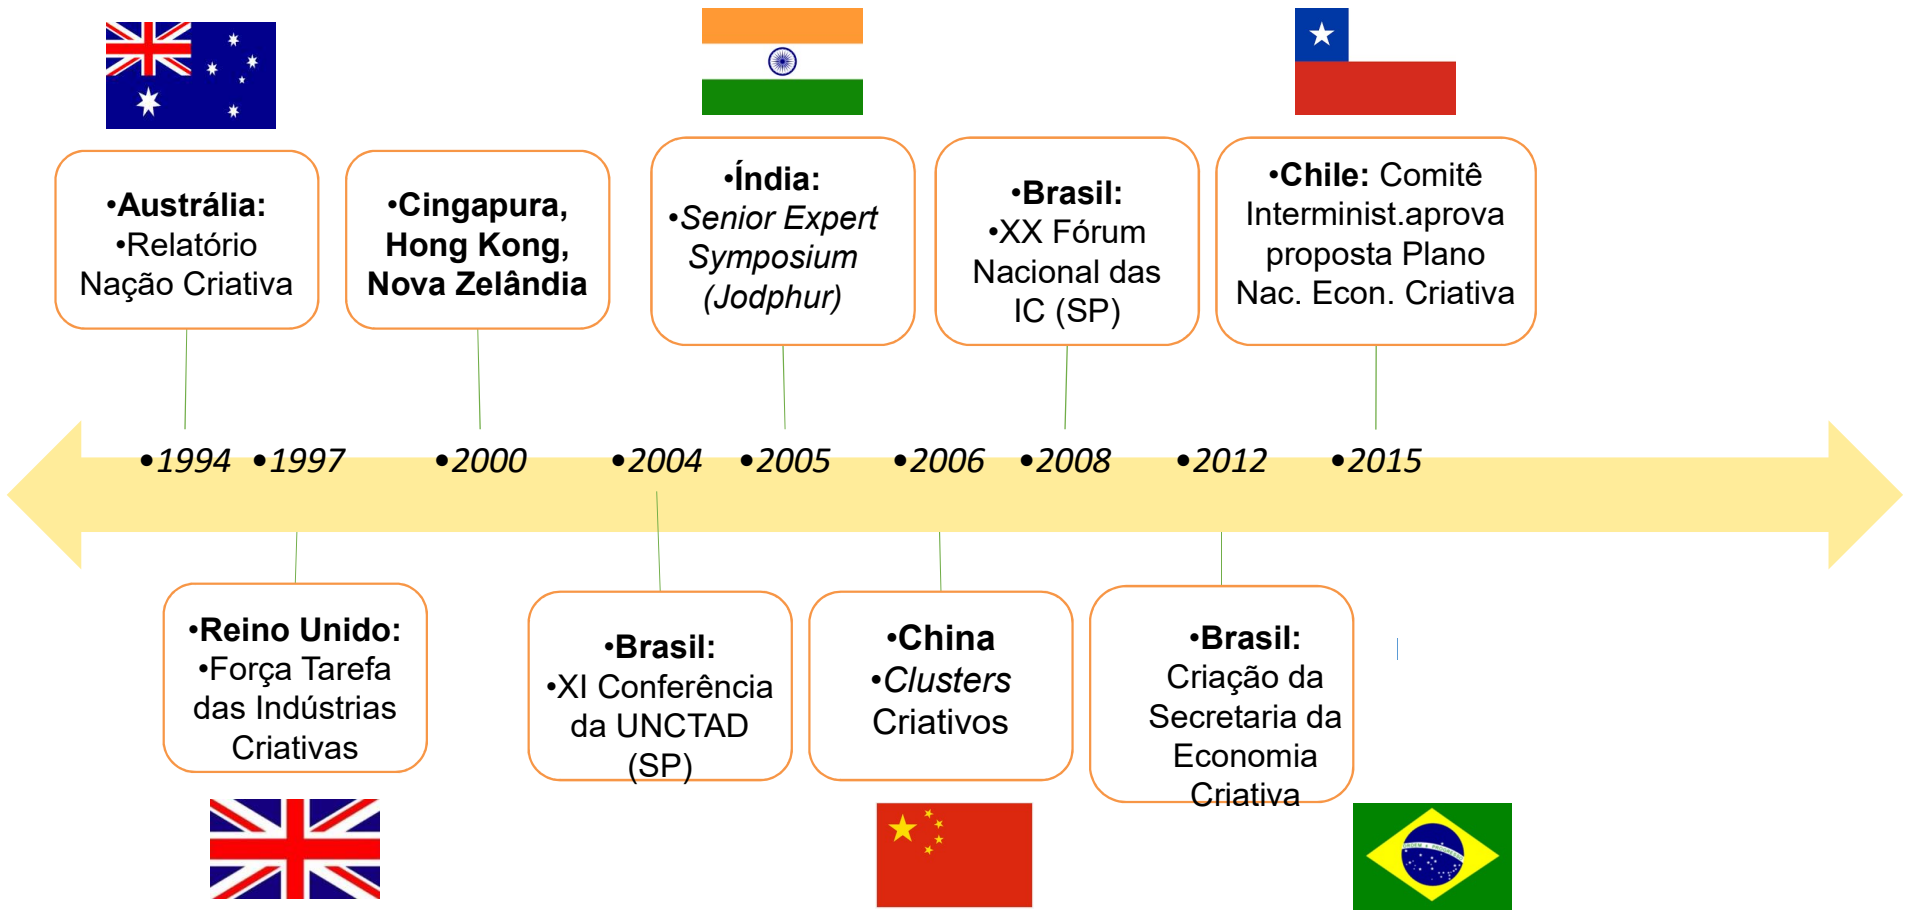 •Austrália:
•Relatório
Nação Criativa
•Cingapura,
Hong Kong,
Nova Zelândia
•Índia:
•Senior Expert
Symposium
(Jodphur)
•Brasil:
•XX Fórum
Nacional das
IC (SP)
•Chile: Comitê
Interminist.aprova
proposta Plano
Nac. Econ. Criativa
•1994 •1997 •2000 •2004 •2005 •2006 •2008 •2012 •2015
•Reino Unido:
•Força Tarefa
das Indústrias
Criativas
•Brasil:
•XI Conferência
da UNCTAD
(SP)
•China
•Clusters
Criativos
•Brasil:
Criação da
Secretaria da
Economia
Criativa